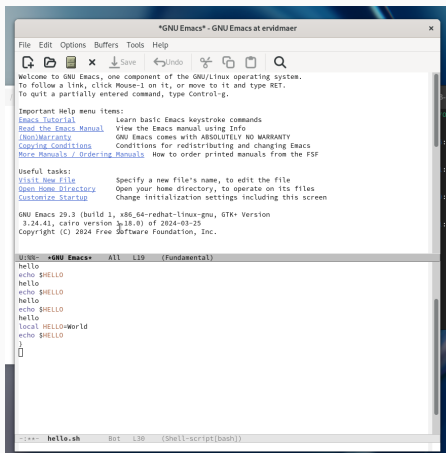 *GNU Emacs* - GNU Emacs at ervidmaer
File Edit Options Buffers Tools Help
Save Undo
Welcome to GNU Emacs, one component of the GNU/Linux operating system.
To follow a link, click Mouse-1 on it, or move to it and type RET.
To quit a partially entered command, type Control-g.
Important Help menu items:
Emacs Tutorial Learn basic Emacs keystroke commands
Read the Emacs Manual View the Emacs manual using Info
(Non)Warranty GNU Emacs comes with ABSOLUTELY NO WARRANTY
Copying Conditions Conditions for redistributing and changing Emacs
More Manuals / Ordering Manuals How to order printed manuals from the FSF
Useful tasks:
Visit New File Specify a new file's name, to edit the file
Open Home Directory Open your home directory, to operate on its files
Customize Startup Change initialization settings including this screen
GNU Emacs 29.3 (build 1, x86_64-redhat-linux-gnu, GTK+ Version
3.24.41, cairo version 1.18.0) of 2024-03-25
Copyright (C) 2024 Free Software Foundation, Inc.
U:%%- *GNU Emacs* All L19 (Fundamental)
hello
echo $HELLO
hello
echo $HELLO
hello
echo $HELLO
hello
local HELLO=World
echo $HELLO
}
-:**- hello.sh Bot L30 (Shell-script[bash])